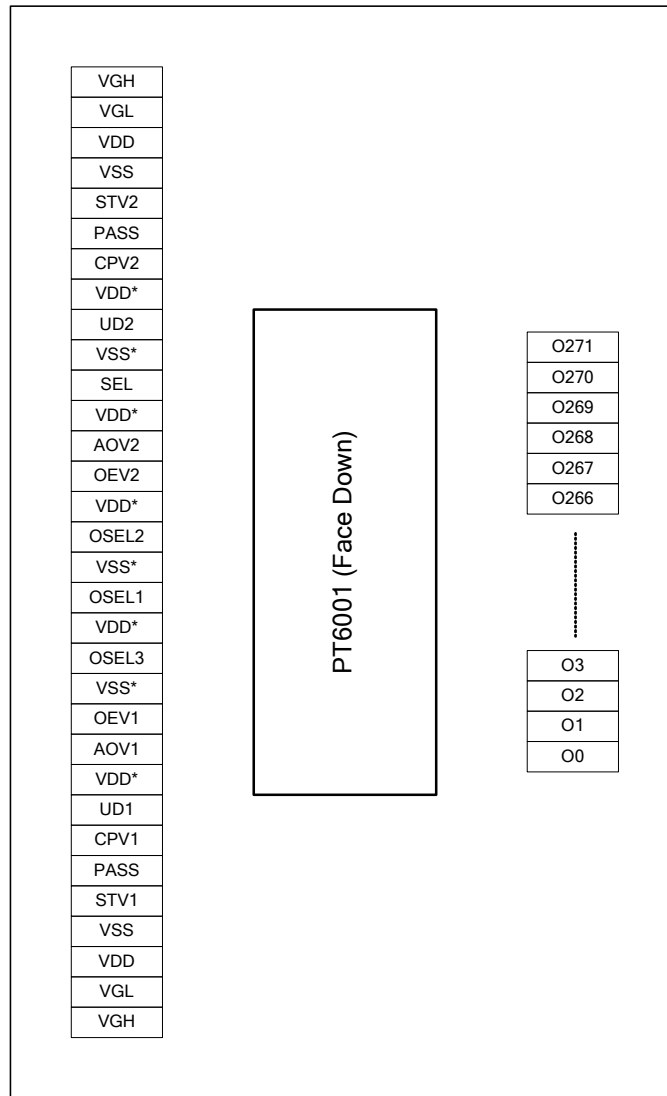 VGH
VGL
VDD
VSS
STV2
PASS
CPV2
VDD*
UD2
VSS*
SEL
VDD*
AOV2
OEV2
VDD*
OSEL2
VSS*
OSEL1
VDD*
OSEL3
VSS*
OEV1
AOV1
VDD*
UD1
CPV1
PASS
STV1
VSS
VDD
VGL
VGH
PT6001 (Face Down)
O271
O270
O269
O268
O267
O266
O3
O2
O1
O0